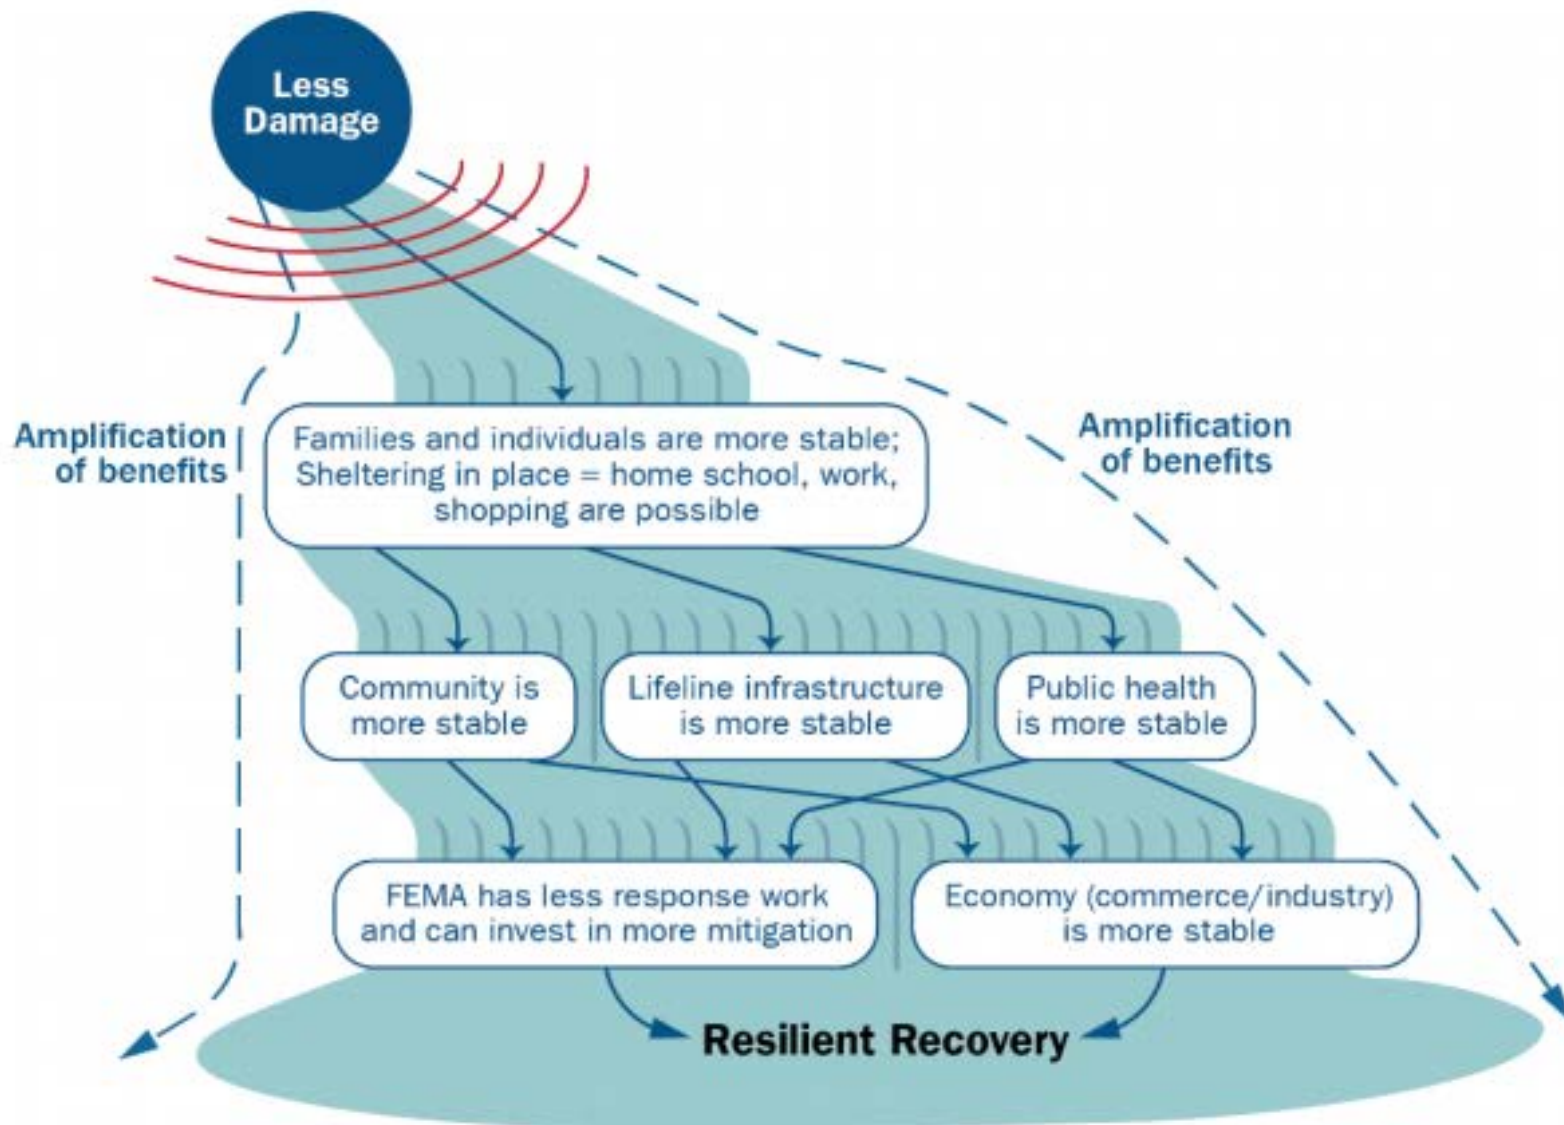 Less
Damage
Amplification
of benefits
Families and individuals are more stable;
Sheltering in place = home school, work,
shopping are possible
Amplification
of benefits
Community is
more stable
Lifeline infrastructure
is more stable
Public health
is more stable
FEMA has less response work
and can invest in more mitigation
Economy (commerce/industry)
is more stable
Resilient Recovery